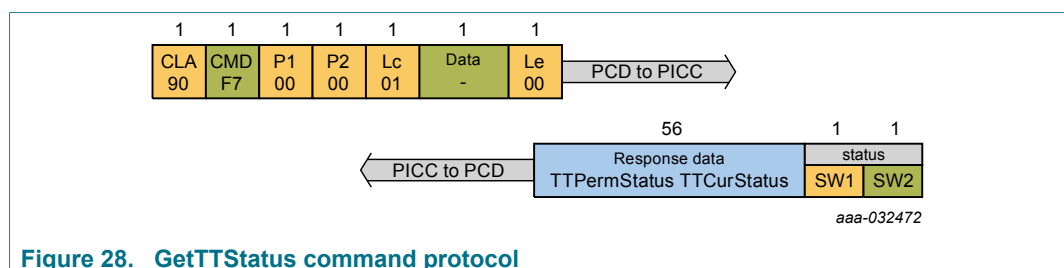 1 1 1 1 1 1 1
CLA CMD P1 P2 Lc Data Le
90 F7 00 00 01 - 00
PCD to PICC
56 1 1
Response data status
TTPermStatus TTCurStatus SW1 SW2
PICC to PCD
aaa-032472
Figure 28. GetTTStatus command protocol